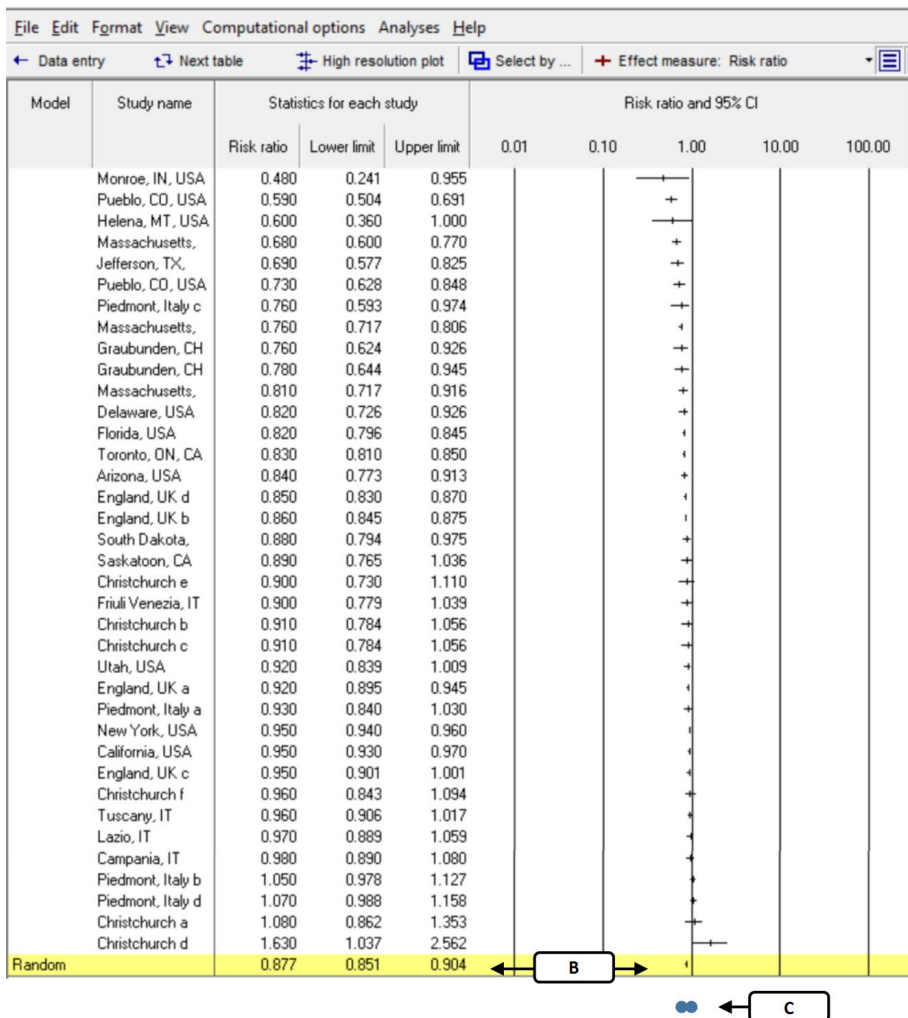 File Edit Format View Computational options Analyses Help
← Data entry Next table High resolution plot Select by ... + Effect measure: Risk ratio
Model Study name Statistics for each study Risk ratio and 95% CI
Risk ratio Lower limit Upper limit 0.01 0.10 1.00 10.00 100.00
Monroe, IN, USA 0.480 0.241 0.955
Pueblo, CO, USA 0.590 0.504 0.691
Helena, MT, USA 0.600 0.360 1.000
Massachusetts, 0.680 0.600 0.770
Jefferson, TX, 0.690 0.577 0.825
Pueblo, CO, USA 0.730 0.628 0.848
Piedmont, Italy c 0.760 0.593 0.974
Massachusetts, 0.760 0.717 0.806
Graubunden, CH 0.760 0.624 0.926
Graubunden, CH 0.780 0.644 0.945
Massachusetts, 0.810 0.717 0.916
Delaware, USA 0.820 0.726 0.926
Florida, USA 0.820 0.796 0.845
Toronto, ON, CA 0.830 0.810 0.850
Arizona, USA 0.840 0.773 0.913
England, UK d 0.850 0.830 0.870
England, UK b 0.860 0.845 0.875
South Dakota, 0.880 0.794 0.975
Saskatoon, CA 0.890 0.765 1.036
Christchurch e 0.900 0.730 1.110
Friuli Venezia, IT 0.900 0.779 1.039
Christchurch b 0.910 0.784 1.056
Christchurch c 0.910 0.784 1.056
Utah, USA 0.920 0.839 1.009
England, UK a 0.920 0.895 0.945
Piedmont, Italy a 0.930 0.840 1.030
New York, USA 0.950 0.940 0.960
California, USA 0.950 0.930 0.970
England, UK c 0.950 0.901 1.001
Christchurch f 0.960 0.843 1.094
Tuscany, IT 0.960 0.906 1.017
Lazio, IT 0.970 0.889 1.059
Campania, IT 0.980 0.890 1.080
Piedmont, Italy b 1.050 0.978 1.127
Piedmont, Italy d 1.070 0.988 1.158
Christchurch a 1.080 0.862 1.353
Christchurch d 1.630 1.037 2.562
Random 0.877 0.851 0.904 B
C